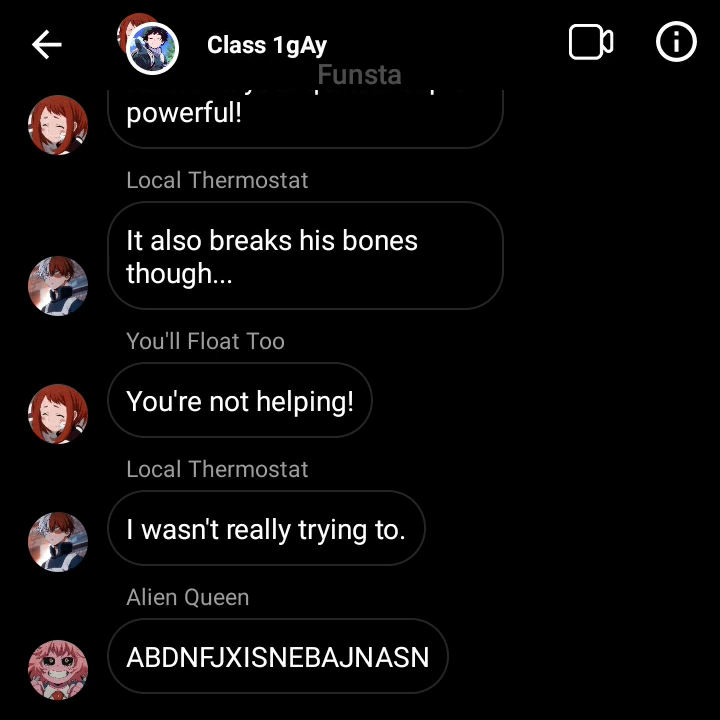 Class 1gAy
Funsta
powerful!
Local Thermostat
It also breaks his bones
though...
You'll Float Too
You're not helping!
Local Thermostat
I wasn't really trying to.
Alien Queen
ABDNFJXISNEBAJNASN